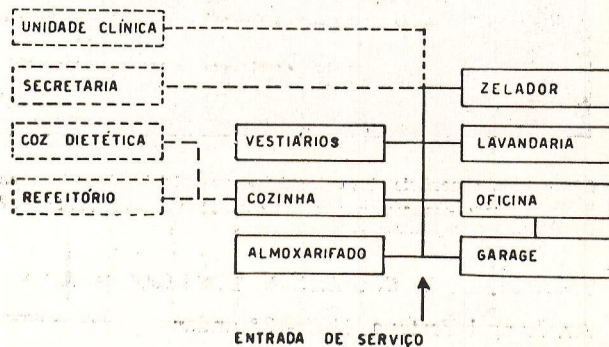 UNIDADE CLÍNICA
SECRETARIA
ZELADOR
COZ DIETÉTICA
VESTIÁRIOS
LAVANDARIA
REFEITÓRIO
COZINHA
OFICINA
ALMOXARIFADO
GARAGE
ENTRADA DE SERVIÇO